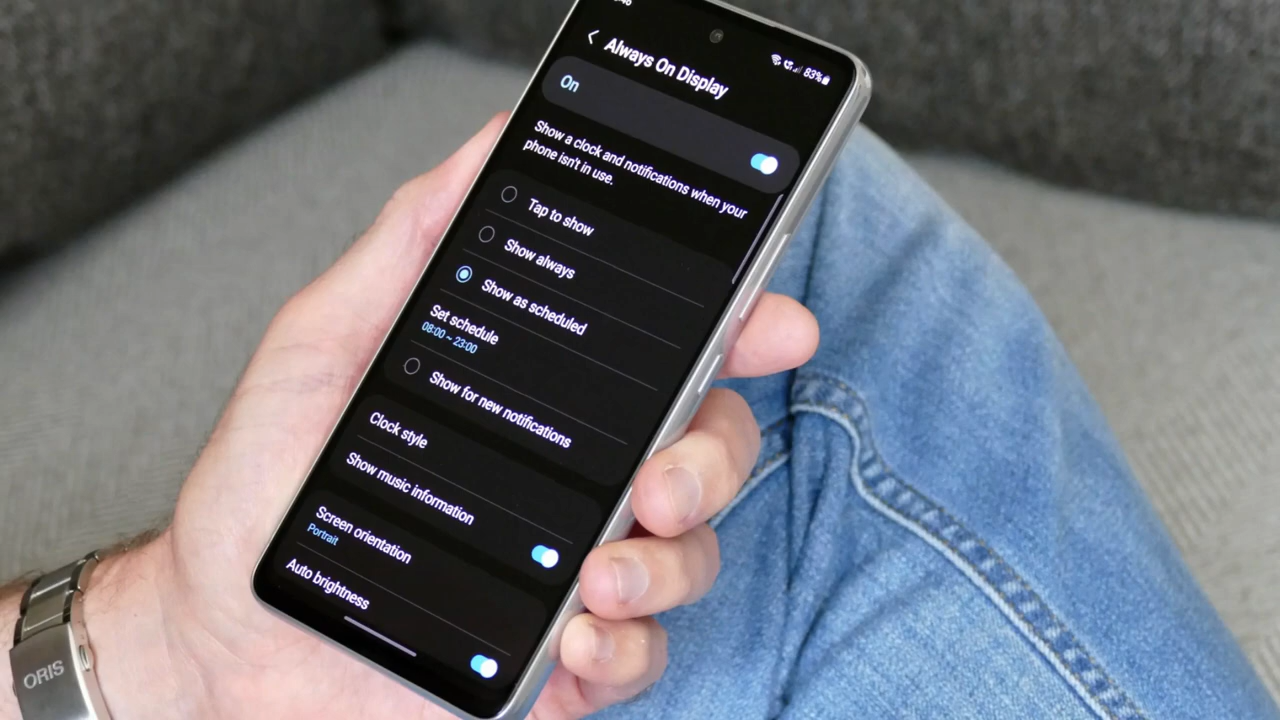 83%
Always On Display
On
Show a clock and notifications when your
phone isn't in use.
Tap to show
Show always
Show as scheduled
Set schedule
08:00 ~ 23:00
Show for new notifications
Clock style
Show music information
Screen orientation
Portrait
Auto brightness
ORIS